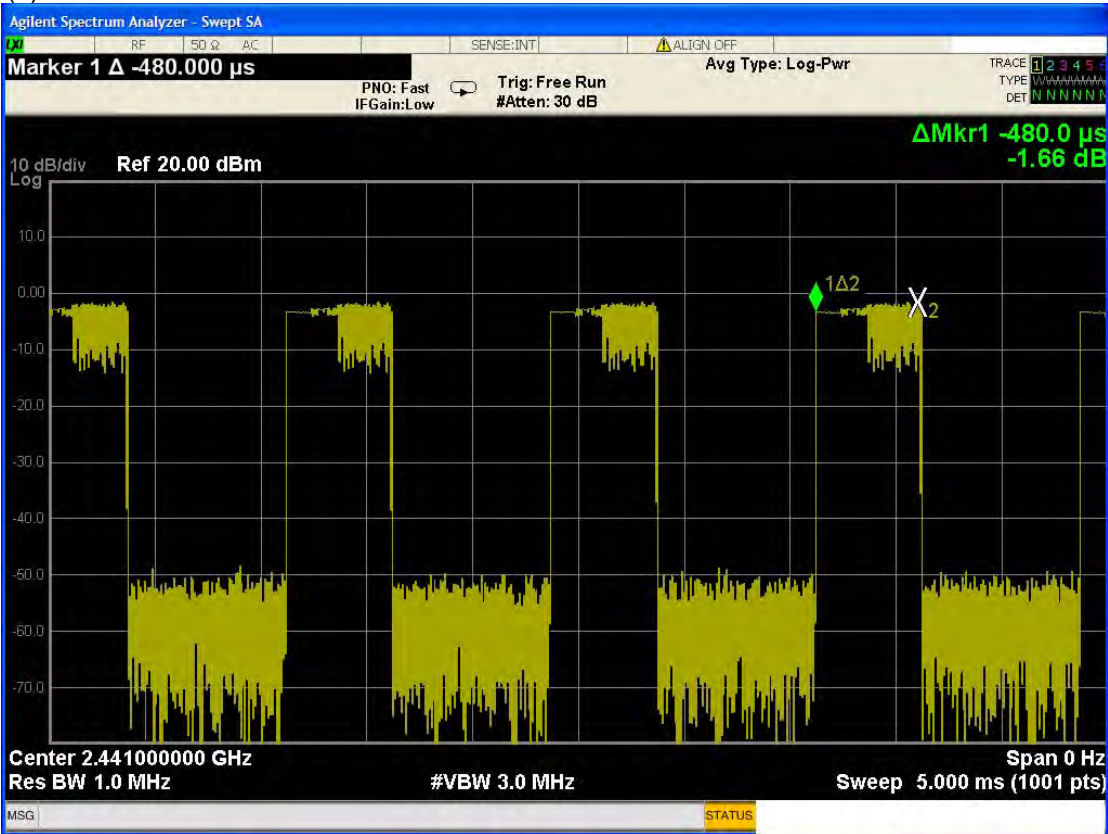 Agilent Spectrum Analyzer - Swept SA
LXI RF 50 Ω AC SENSE:INT ALIGN OFF
Marker 1 Δ -480.000 µs
PNO: Fast
IFGain:Low
Trig: Free Run
#Atten: 30 dB
Avg Type: Log-Pwr
TRACE 1 2 3 4 5 6
TYPE
DET N N N N N N
ΔMkr1 -480.0 µs
-1.66 dB
10 dB/div Ref 20.00 dBm
Log
10.0
0.00
1Δ2
2
-10.0
-20.0
-30.0
-40.0
-50.0
-60.0
-70.0
Center 2.441000000 GHz Span 0 Hz
Res BW 1.0 MHz #VBW 3.0 MHz Sweep 5.000 ms (1001 pts)
MSG STATUS